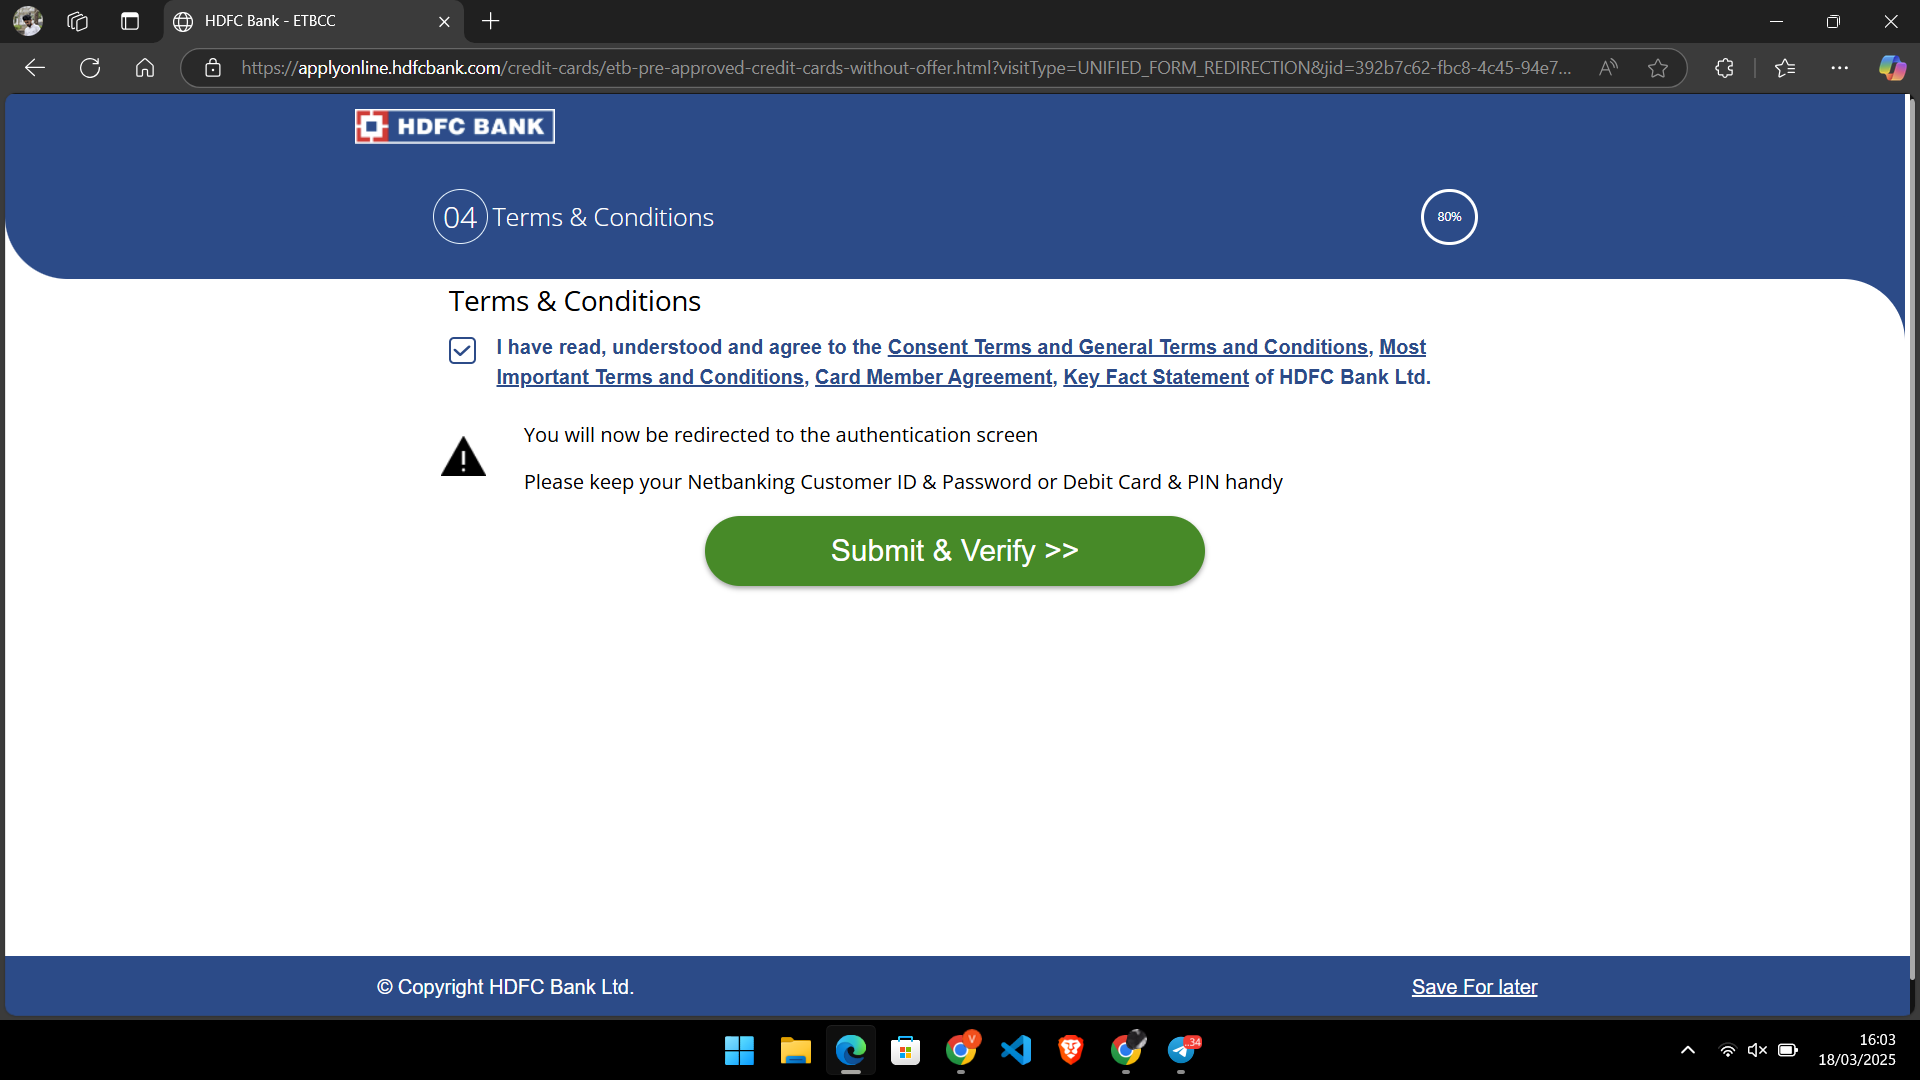 HDFC Bank - ETBCC
https://applyonline.hdfcbank.com/credit-cards/etb-pre-approved-credit-cards-without-offer.html?visitType=UNIFIED_FORM_REDIRECTION&jid=392b7c62-fbc8-4c45-94e7...
HDFC BANK
04 Terms & Conditions
80%
Terms & Conditions
I have read, understood and agree to the Consent Terms and General Terms and Conditions, Most
Important Terms and Conditions, Card Member Agreement, Key Fact Statement of HDFC Bank Ltd.
You will now be redirected to the authentication screen
Please keep your Netbanking Customer ID & Password or Debit Card & PIN handy
Submit & Verify >>
© Copyright HDFC Bank Ltd.
Save For later
V
..34
16:03
18/03/2025